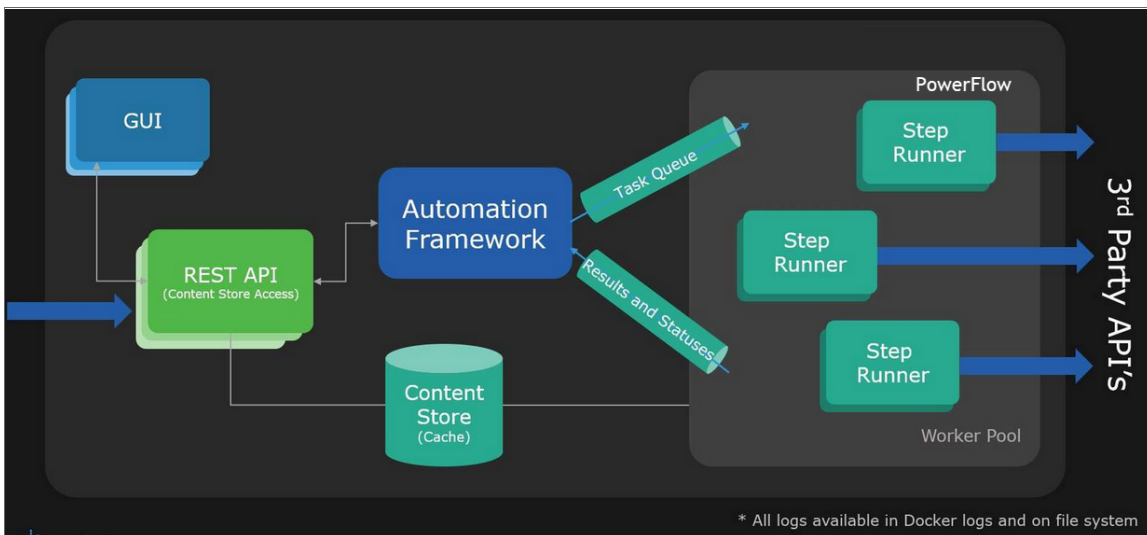 PowerFlow
GUI
Step
Runner
Task Queue
Automation
Framework
3rd Party API's
Step
Runner
REST API
(Content Store Access)
Results and Statuses
Step
Runner
Content
Store
(Cache)
Worker Pool
* All logs available in Docker logs and on file system